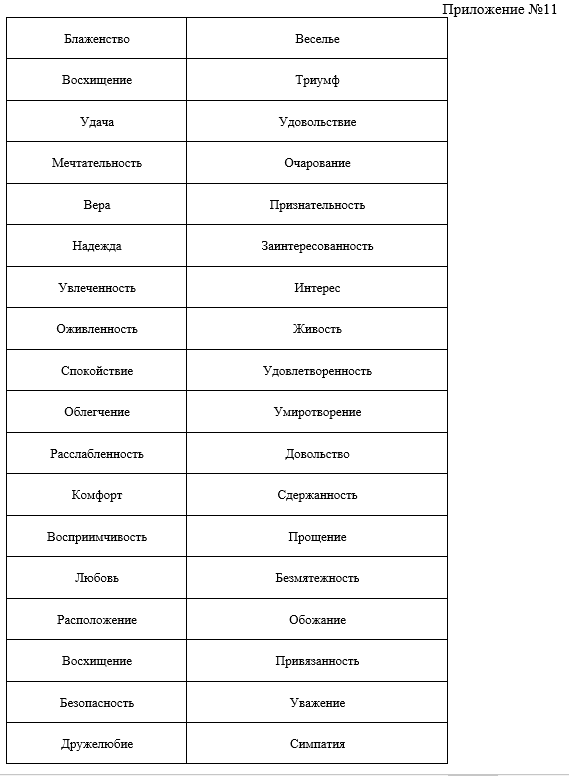 Приложение №11
Блаженство Веселье
Восхищение Триумф
Удача Удовольствие
Мечтательность Очарование
Вера Признательность
Надежда Заинтересованность
Увлеченность Интерес
Оживленность Живость
Спокойствие Удовлетворенность
Облегчение Умиротворение
Расслабленность Довольство
Комфорт Сдержанность
Восприимчивость Прощение
Любовь Безмятежность
Расположение Обожание
Восхищение Привязанность
Безопасность Уважение
Дружелюбие Симпатия